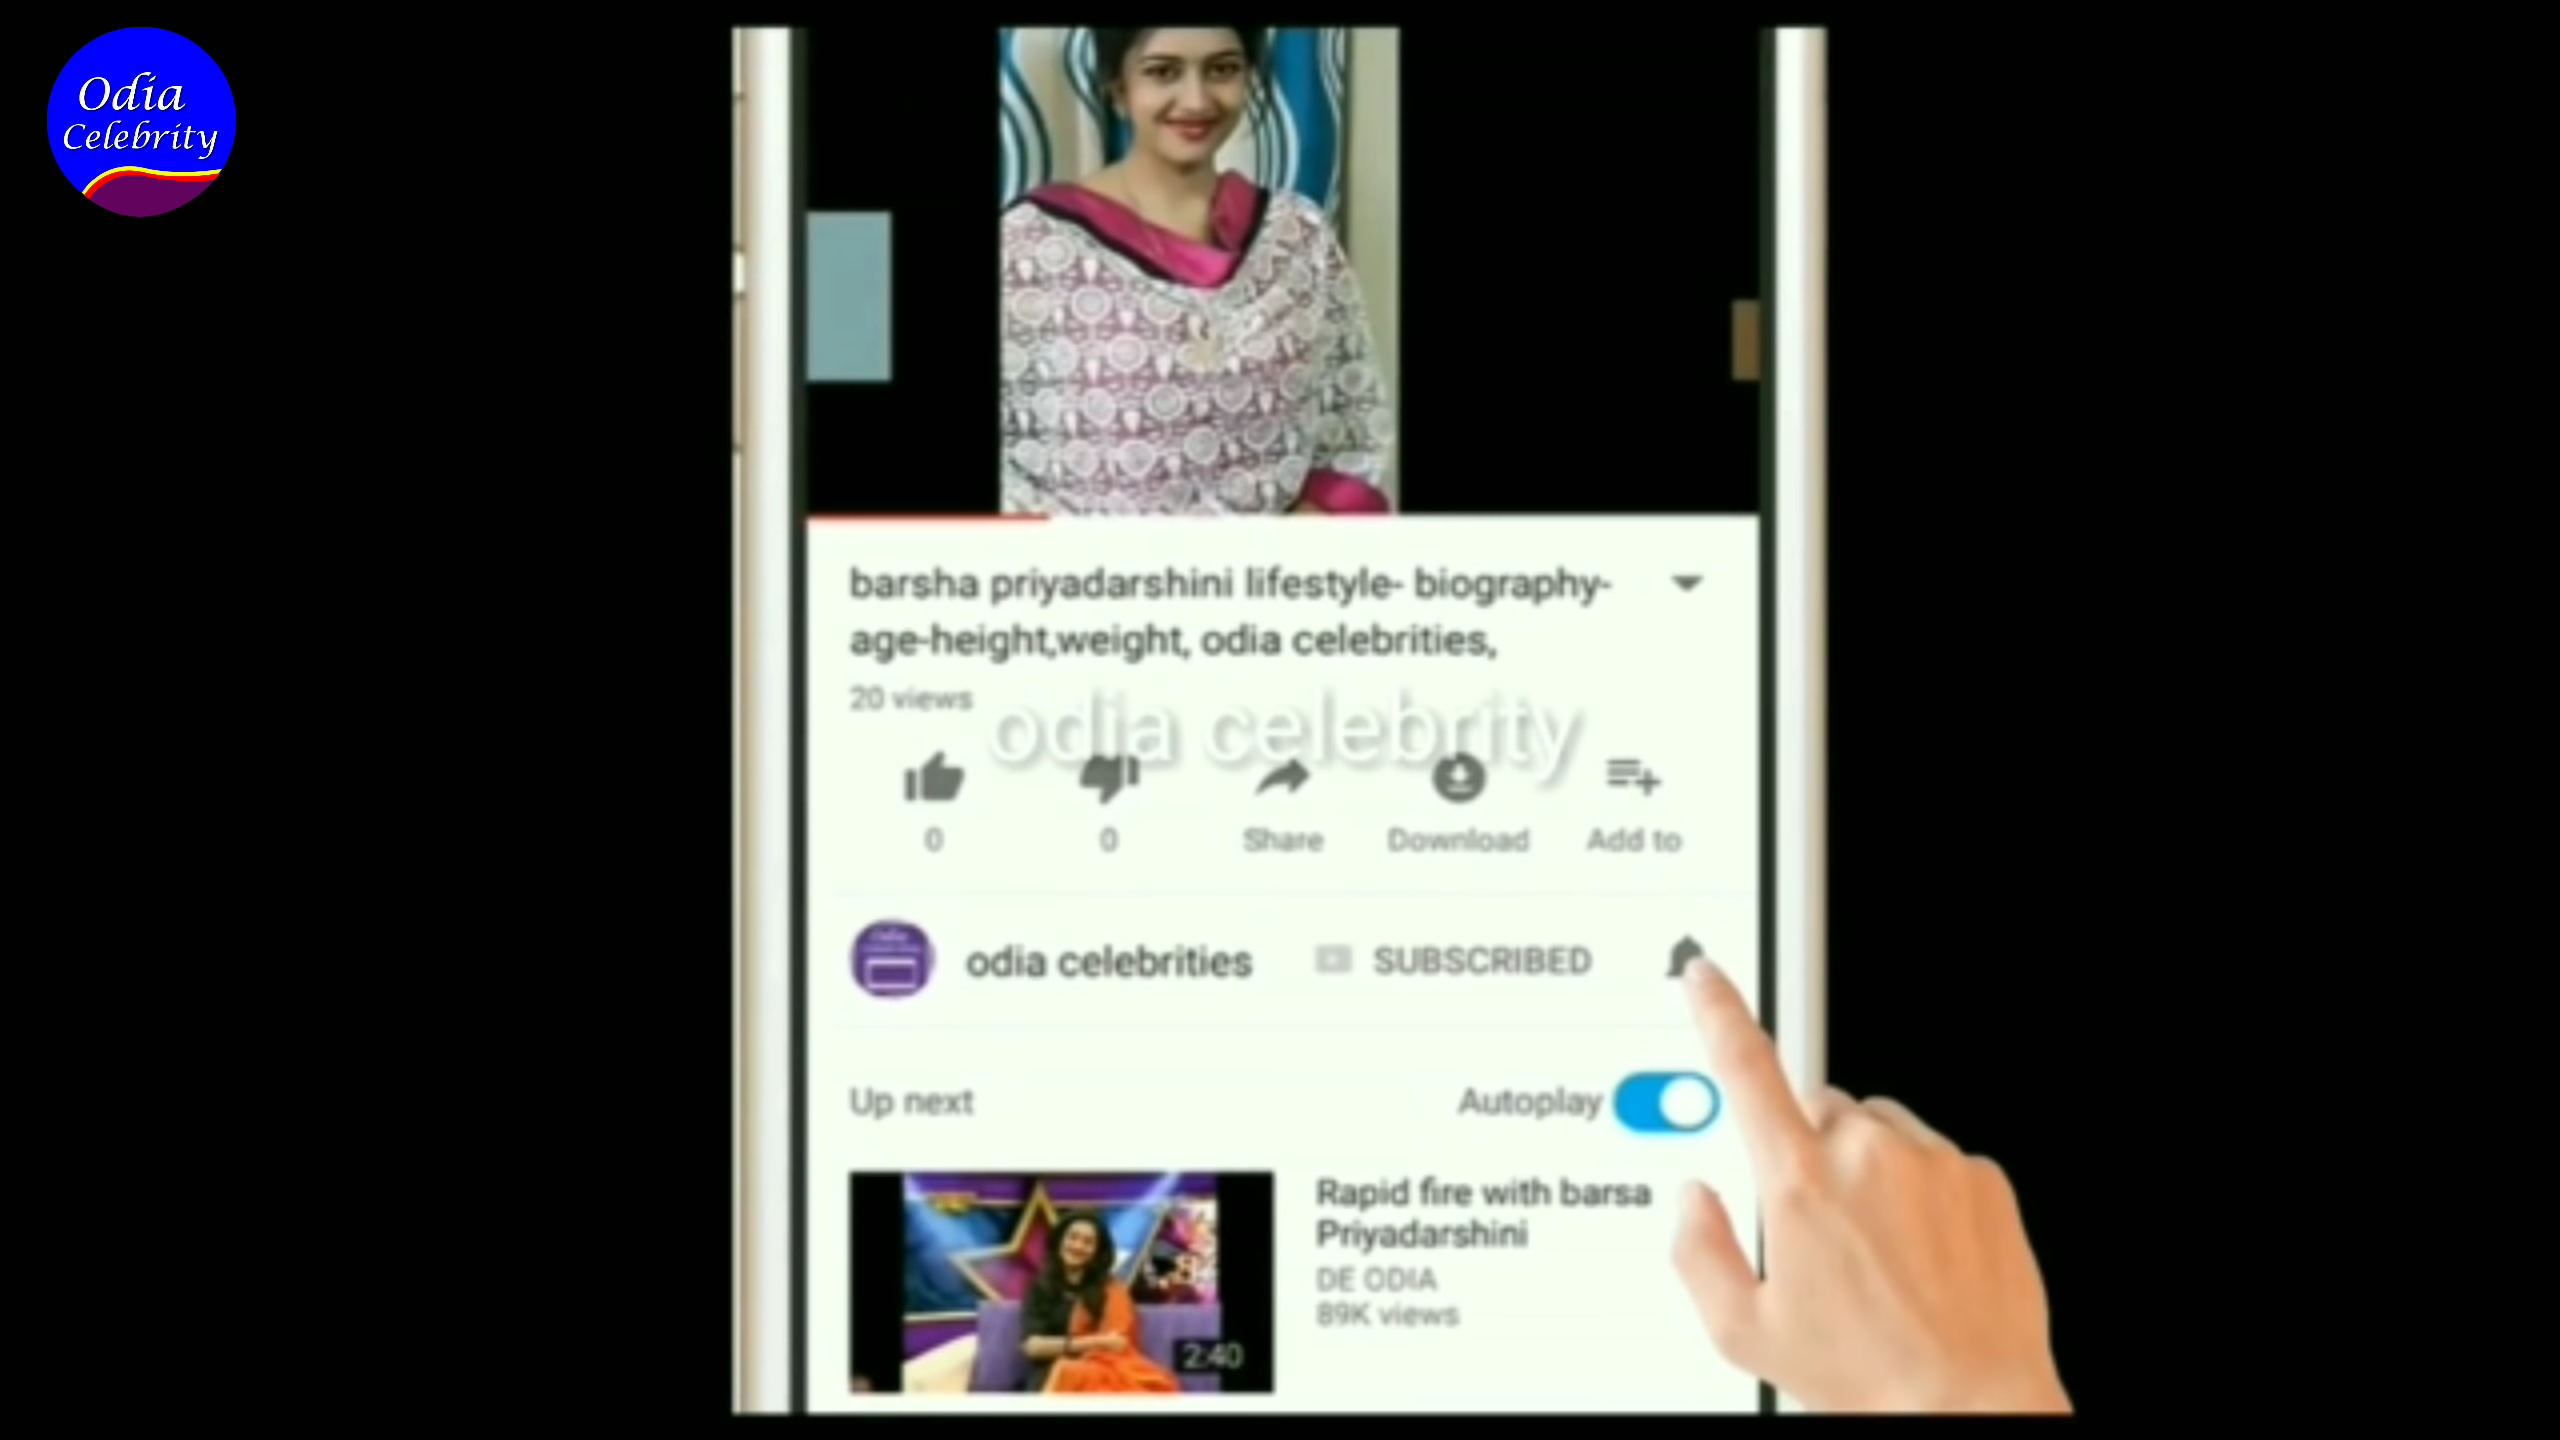 Odia
Celebrity
barsha priyadarshini lifestyle- biography-
age-height,weight, odia celebrities,
20 views
odia celebrity
0
0
Share
Download
Add to
odia celebrities
SUBSCRIBED
Up next
Autoplay
Rapid fire with barsa
Priyadarshini
DE ODIA
89K views
2:40